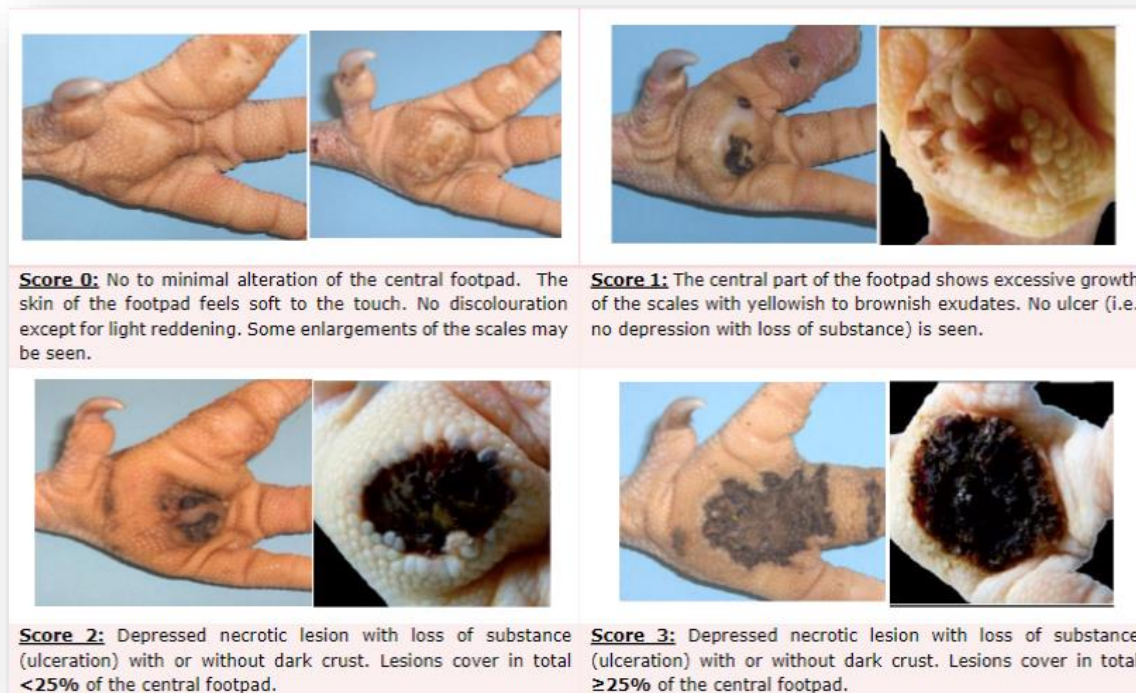 Score 0: No to minimal alteration of the central footpad. The
skin of the footpad feels soft to the touch. No discolouration
except for light reddening. Some enlargements of the scales may
be seen.
Score 1: The central part of the footpad shows excessive growth
of the scales with yellowish to brownish exudates. No ulcer (i.e.
no depression with loss of substance) is seen.
Score 2: Depressed necrotic lesion with loss of substance
(ulceration) with or without dark crust. Lesions cover in total
<25% of the central footpad.
Score 3: Depressed necrotic lesion with loss of substance
(ulceration) with or without dark crust. Lesions cover in total
≥25% of the central footpad.